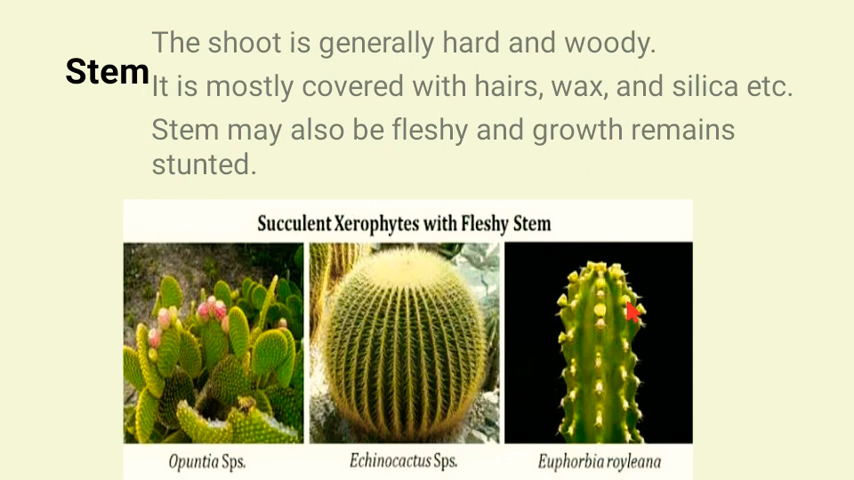 The shoot is generally hard and woody.
Stem
It is mostly covered with hairs, wax, and silica etc.
Stem may also be fleshy and growth remains
stunted.
Succulent Xerophytes with Fleshy Stem
Opuntia Sps.
Echinocactus Sps.
Euphorbia royleana